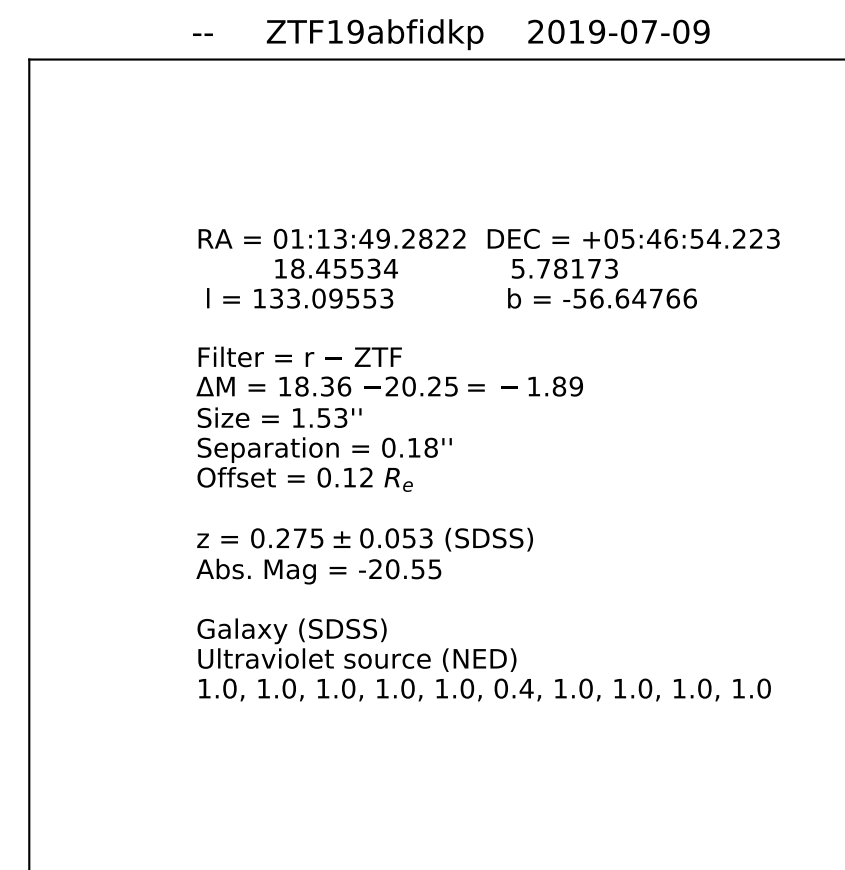 -- ZTF19abfidkp 2019-07-09
RA = 01:13:49.2822 DEC = +05:46:54.223
18.45534 5.78173
l = 133.09553 b = -56.64766
Filter = r − ZTF
ΔM = 18.36 −20.25 = − 1.89
Size = 1.53''
Separation = 0.18''
Offset = 0.12 Rₑ
z = 0.275 ± 0.053 (SDSS)
Abs. Mag = -20.55
Galaxy (SDSS)
Ultraviolet source (NED)
1.0, 1.0, 1.0, 1.0, 1.0, 0.4, 1.0, 1.0, 1.0, 1.0